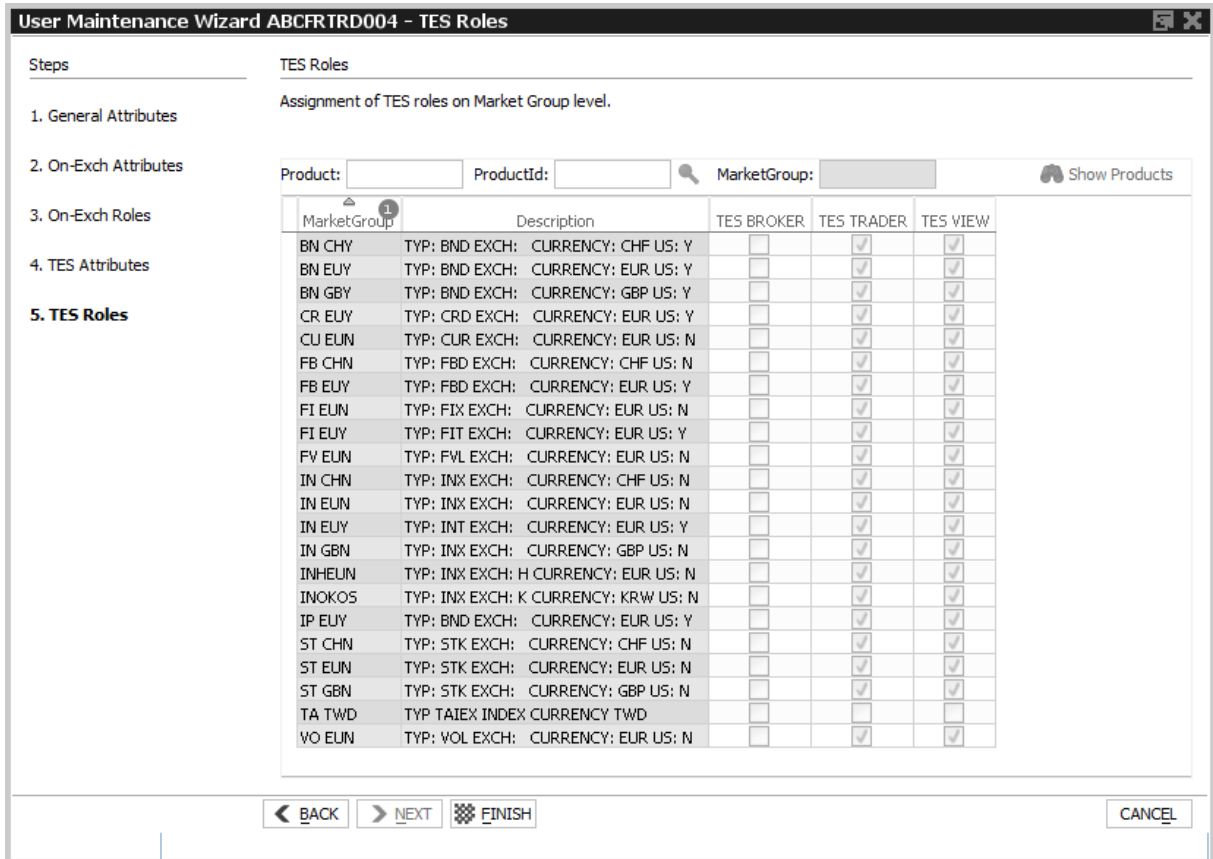 User Maintenance Wizard ABCFRTRD004 - TES Roles
Steps
1. General Attributes
2. On-Exch Attributes
3. On-Exch Roles
4. TES Attributes
5. TES Roles
TES Roles
Assignment of TES roles on Market Group level.
Product: ProductId: MarketGroup: Show Products
MarketGroup 1 Description TES BROKER TES TRADER TES VIEW
BN CHY TYP: BND EXCH: CURRENCY: CHF US: Y
BN EUY TYP: BND EXCH: CURRENCY: EUR US: Y
BN GBY TYP: BND EXCH: CURRENCY: GBP US: Y
CR EUY TYP: CRD EXCH: CURRENCY: EUR US: Y
CU EUN TYP: CUR EXCH: CURRENCY: EUR US: N
FB CHN TYP: FBD EXCH: CURRENCY: CHF US: N
FB EUY TYP: FBD EXCH: CURRENCY: EUR US: Y
FI EUN TYP: FIX EXCH: CURRENCY: EUR US: N
FI EUY TYP: FIT EXCH: CURRENCY: EUR US: Y
FV EUN TYP: FVL EXCH: CURRENCY: EUR US: N
IN CHN TYP: INX EXCH: CURRENCY: CHF US: N
IN EUN TYP: INX EXCH: CURRENCY: EUR US: N
IN EUY TYP: INT EXCH: CURRENCY: EUR US: Y
IN GBN TYP: INX EXCH: CURRENCY: GBP US: N
INHEUN TYP: INX EXCH: H CURRENCY: EUR US: N
INOKOS TYP: INX EXCH: K CURRENCY: KRW US: N
IP EUY TYP: BND EXCH: CURRENCY: EUR US: Y
ST CHN TYP: STK EXCH: CURRENCY: CHF US: N
ST EUN TYP: STK EXCH: CURRENCY: EUR US: N
ST GBN TYP: STK EXCH: CURRENCY: GBP US: N
TA TWD TYP TAIEX INDEX CURRENCY TWD
VO EUN TYP: VOL EXCH: CURRENCY: EUR US: N
BACK NEXT FINISH CANCEL